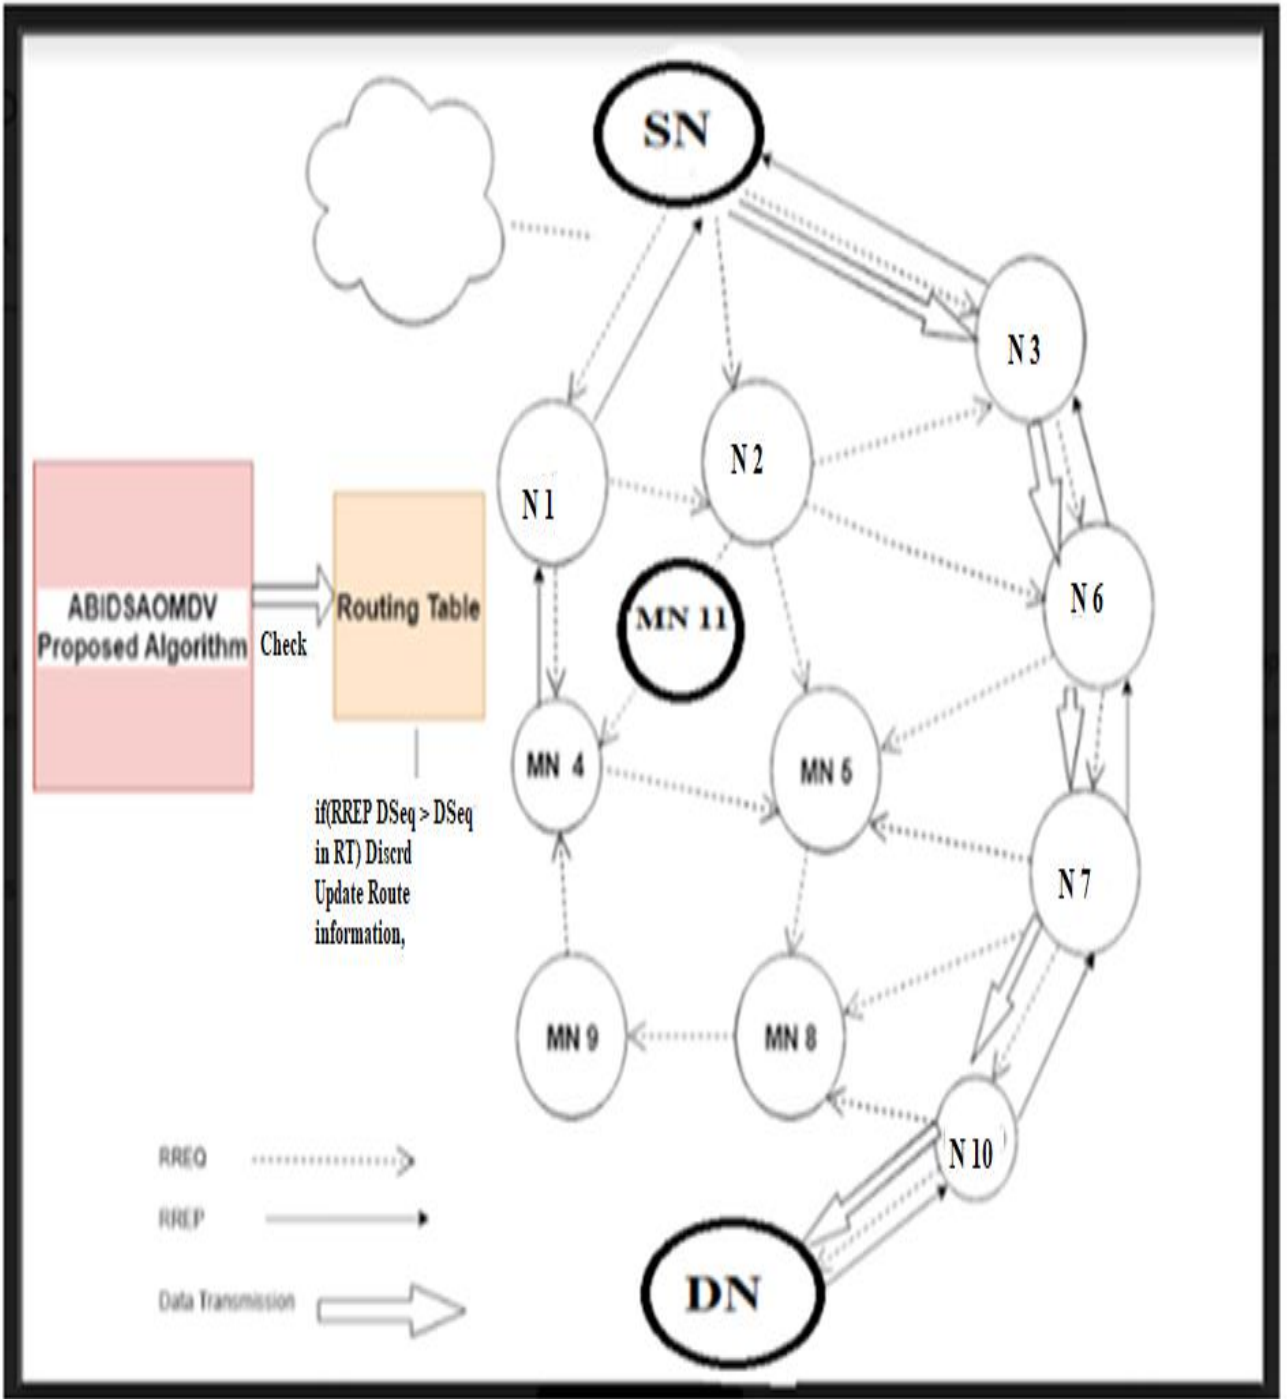 SN
N 3
N 2
N 1
MN 11
N 6
ABIDSAOMDV
Proposed Algorithm
Check
Routing Table
MN 4
MN 5
if(RREP DSeq > DSeq
in RT) Discrd
Update Route
information,
N 7
MN 9
MN 8
N 10
RREQ
RREP
Data Transmission
DN